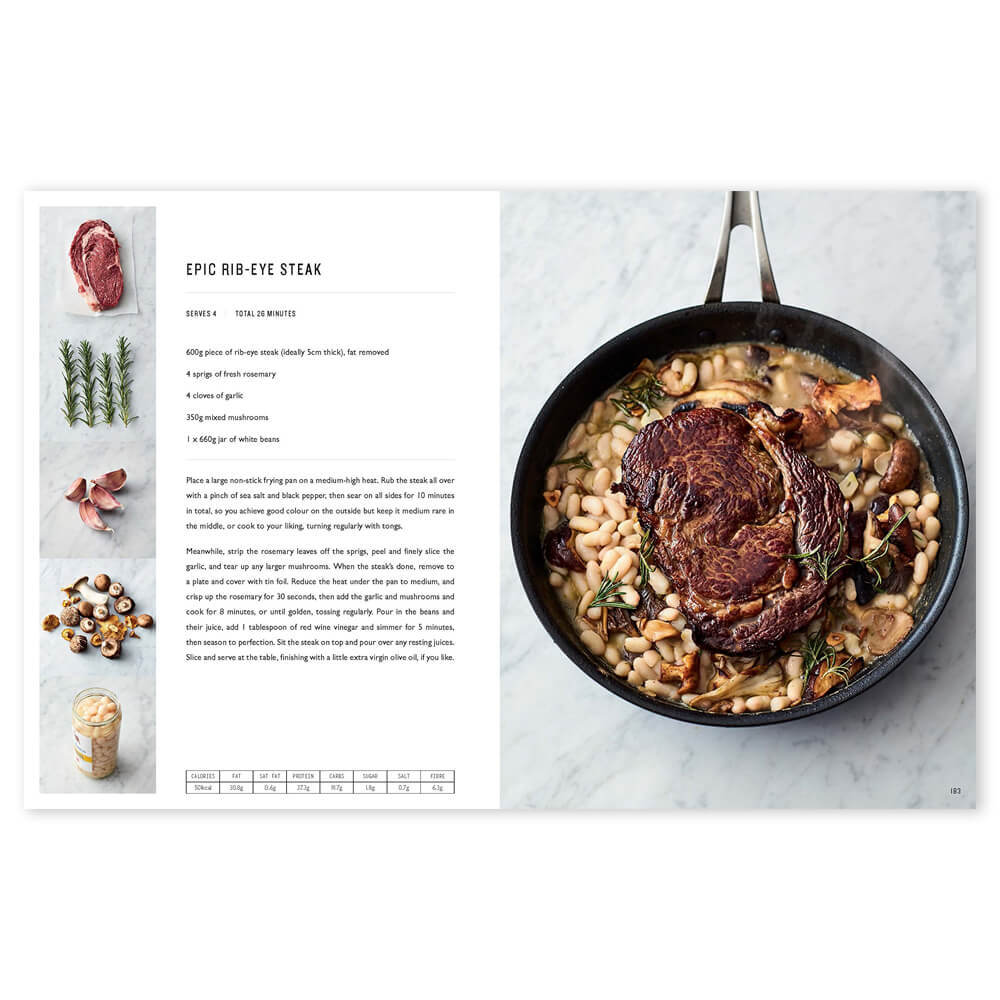 EPIC RIB-EYE STEAK
SERVES 4 TOTAL 26 MINUTES
600g piece of rib-eye steak (ideally 5cm thick), fat removed
4 sprigs of fresh rosemary
4 cloves of garlic
350g mixed mushrooms
1 x 660g jar of white beans
Place a large non-stick frying pan on a medium-high heat. Rub the steak all over
with a pinch of sea salt and black pepper, then sear on all sides for 10 minutes
in total, so you achieve good colour on the outside but keep it medium rare in
the middle, or cook to your liking, turning regularly with tongs.
Meanwhile, strip the rosemary leaves off the sprigs, peel and finely slice the
garlic, and tear up any larger mushrooms. When the steak's done, remove to
a plate and cover with tin foil. Reduce the heat under the pan to medium, and
crisp up the rosemary for 30 seconds, then add the garlic and mushrooms and
cook for 8 minutes, or until golden, tossing regularly. Pour in the beans and
their juice, add 1 tablespoon of red wine vinegar and simmer for 5 minutes,
then season to perfection. Sit the steak on top and pour over any resting juices.
Slice and serve at the table, finishing with a little extra virgin olive oil, if you like.
CALORIES FAT SAT FAT PROTEIN CARBS SUGAR SALT FIBRE
30.8g 37.3g 0.7g 6.3g
183